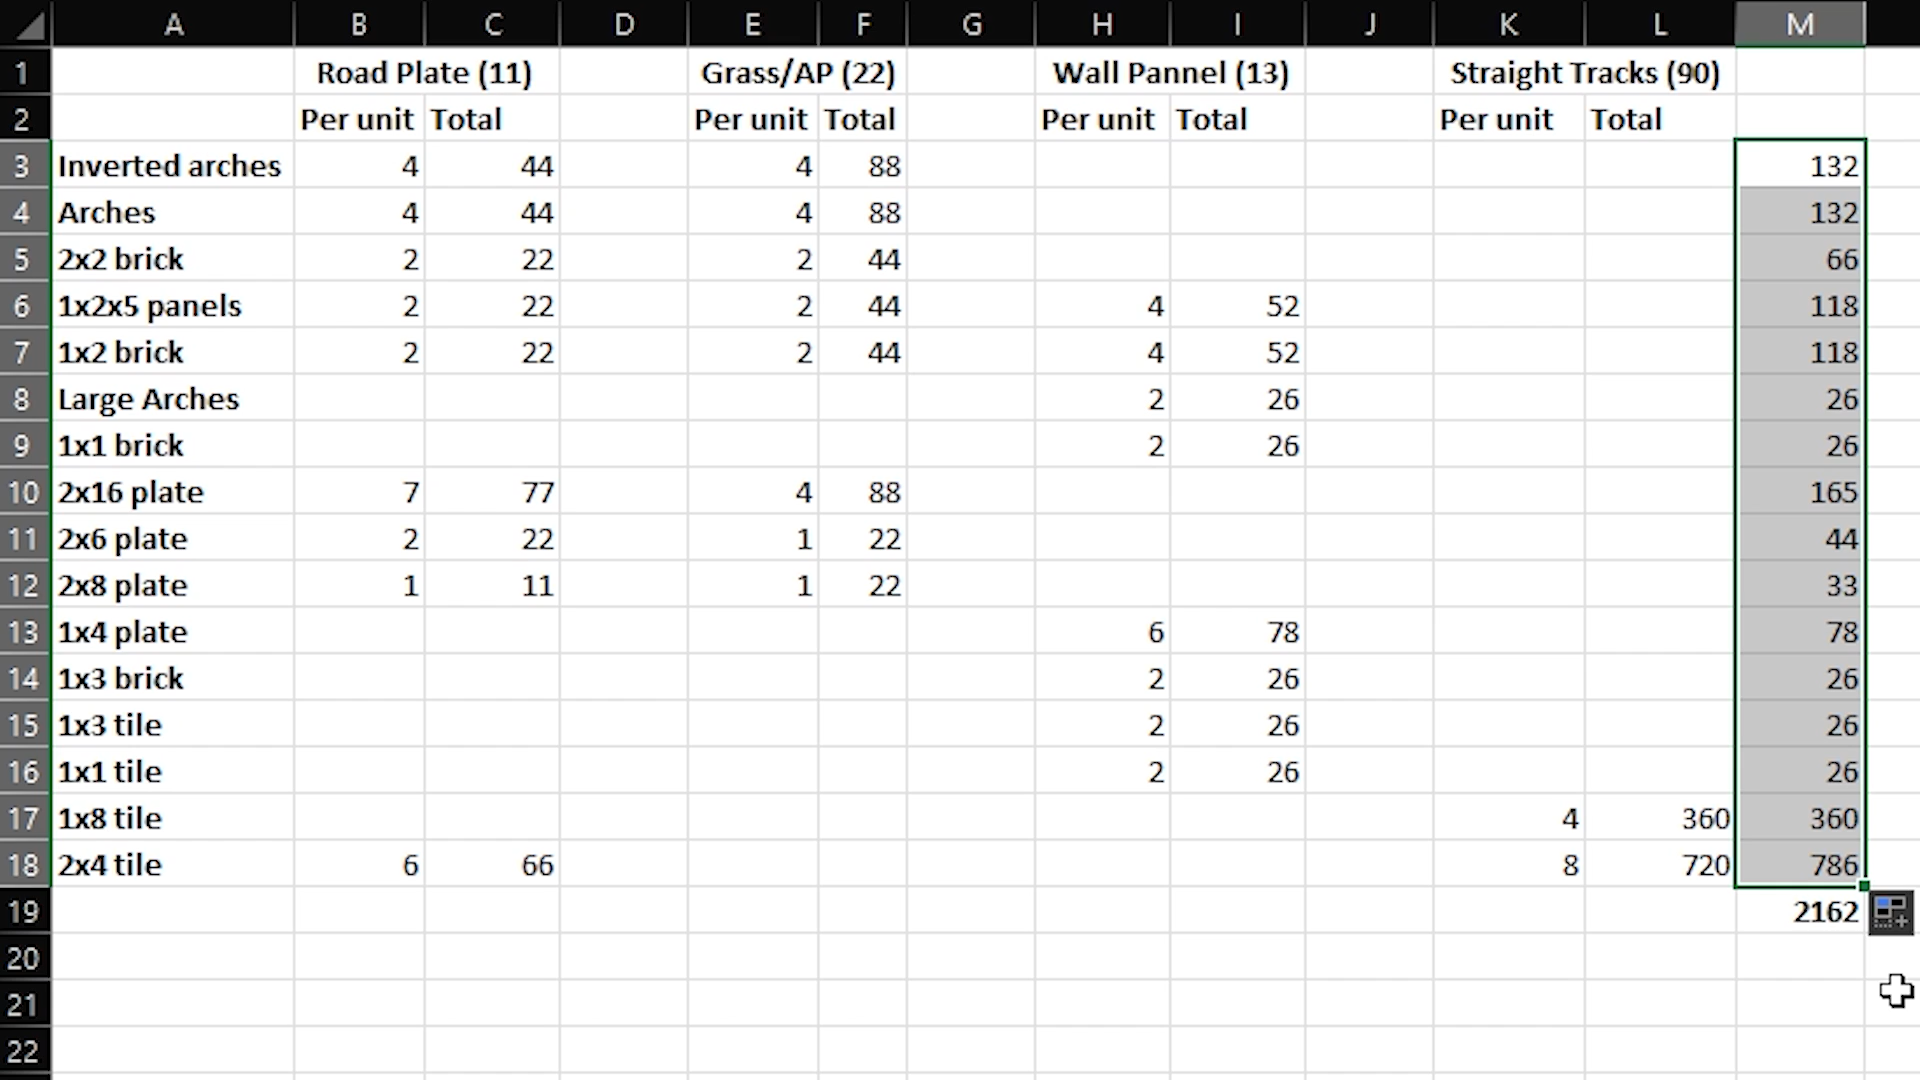 A B C D E F G H I J K L M
1 Road Plate (11) Grass/AP (22) Wall Pannel (13) Straight Tracks (90)
2 Per unit Total Per unit Total Per unit Total Per unit Total
3 Inverted arches 4 44 4 88 132
4 Arches 4 44 4 88 132
5 2x2 brick 2 22 2 44 66
6 1x2x5 panels 2 22 2 44 4 52 118
7 1x2 brick 2 22 2 44 4 52 118
8 Large Arches 2 26 26
9 1x1 brick 2 26 26
10 2x16 plate 7 77 4 88 165
11 2x6 plate 2 22 1 22 44
12 2x8 plate 1 11 1 22 33
13 1x4 plate 6 78 78
14 1x3 brick 2 26 26
15 1x3 tile 2 26 26
16 1x1 tile 2 26 26
17 1x8 tile 4 360 360
18 2x4 tile 6 66 8 720 786
19 2162
20
21
22